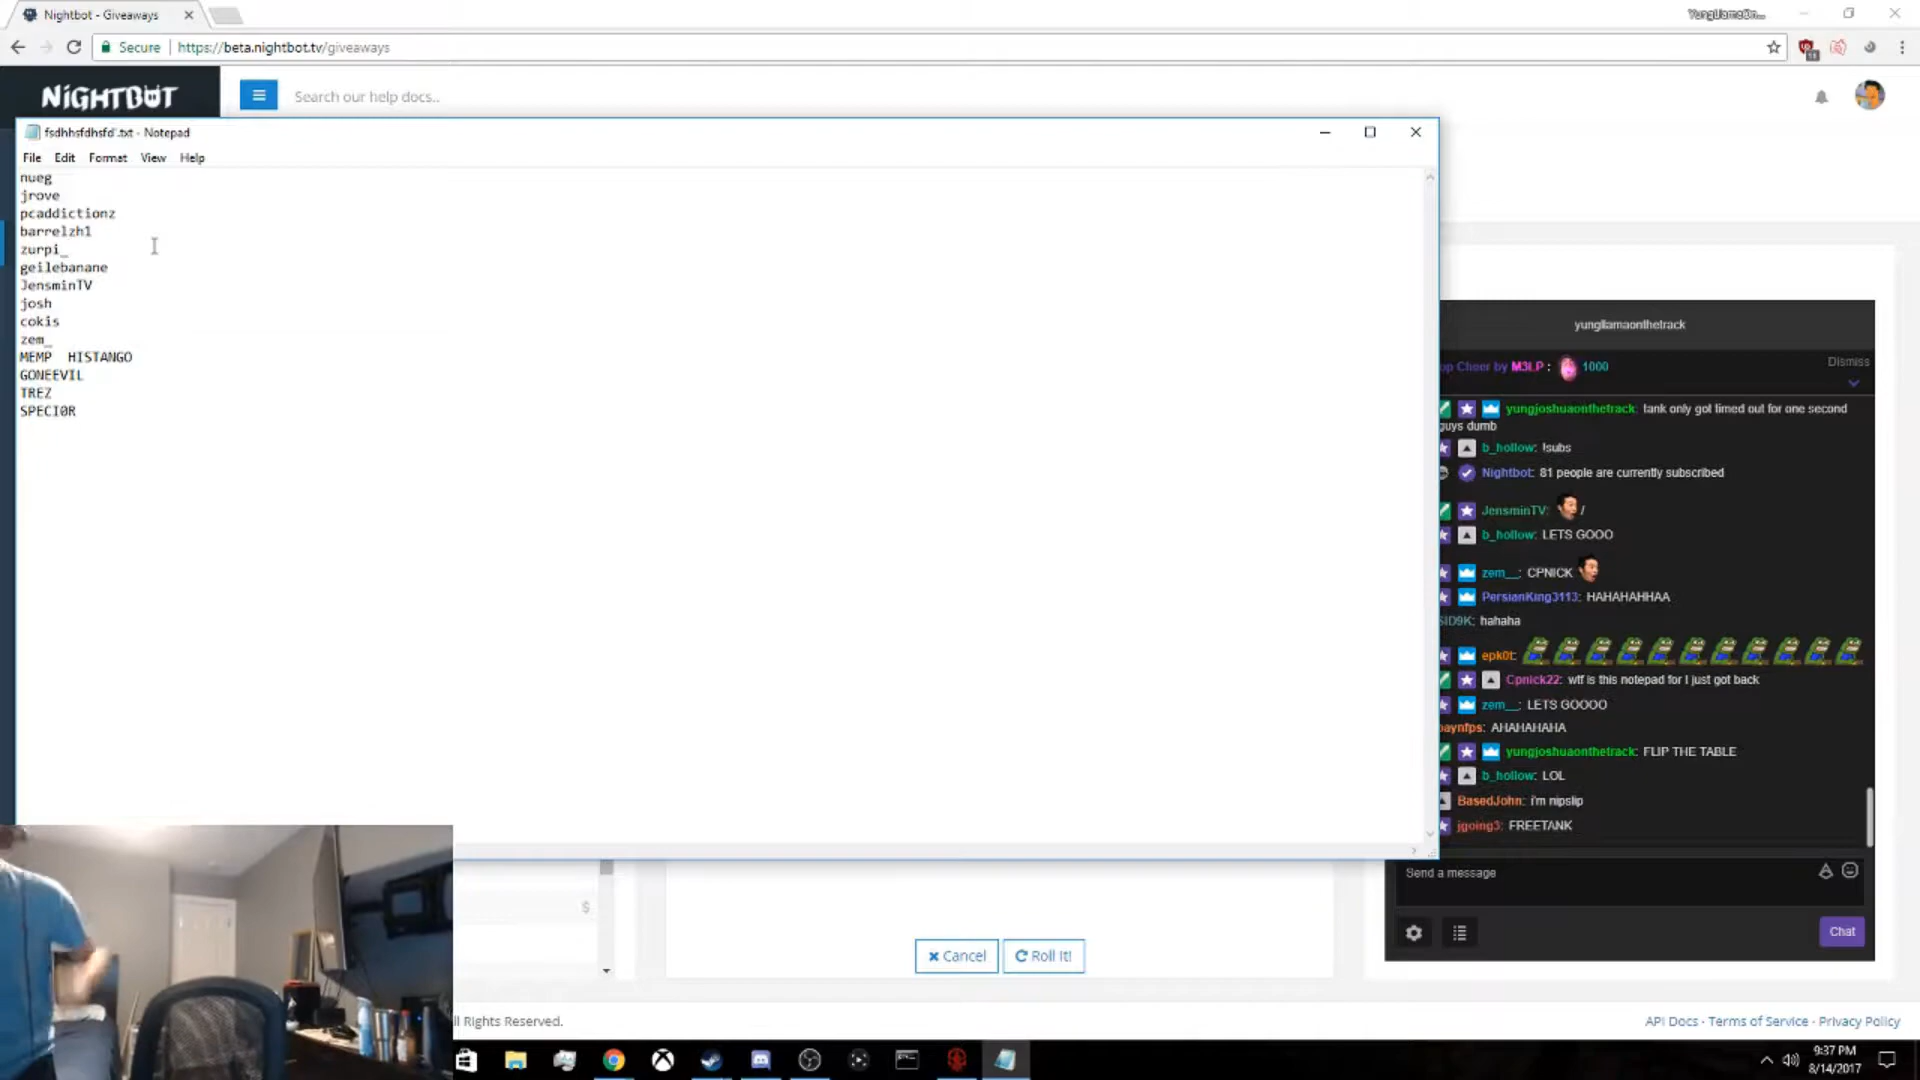 Nightbot - Giveaways
Secure
https://beta.nightbot.tv/giveaways
NiGHTBOT
Search our help docs..
fsdhhsfdhsfd'.txt - Notepad
File Edit Format View Help
nueg
jrove
pcaddictionz
barrelzh1
zurpi_
geilebanane
JensminTV
josh
cokis
zem_
MEMP HISTANGO
GONEEVIL
TREZ
SPECI0R
yungllamaonthetrack
op Cheer by M3LP : 1000
Dismiss
yungjoshuaonthetrack: tank only got timed out for one second
guys dumb
b_hollow: !subs
Nightbot: 81 people are currently subscribed
JensminTV: /
b_hollow: LETS GOOO
zem__: CPNICK
PersianKing3113: HAHAHAHHAA
SID9K: hahaha
epk0t:
Cpnick22: wtf is this notepad for I just got back
zem__: LETS GOOOO
aynfps: AHAHAHAHA
yungjoshuaonthetrack: FLIP THE TABLE
b_hollow: LOL
BasedJohn: i'm nipslip
jgoing3: FREETANK
Send a message
Chat
$
Cancel
Roll It!
ll Rights Reserved.
API Docs · Terms of Service · Privacy Policy
9:37 PM
8/14/2017